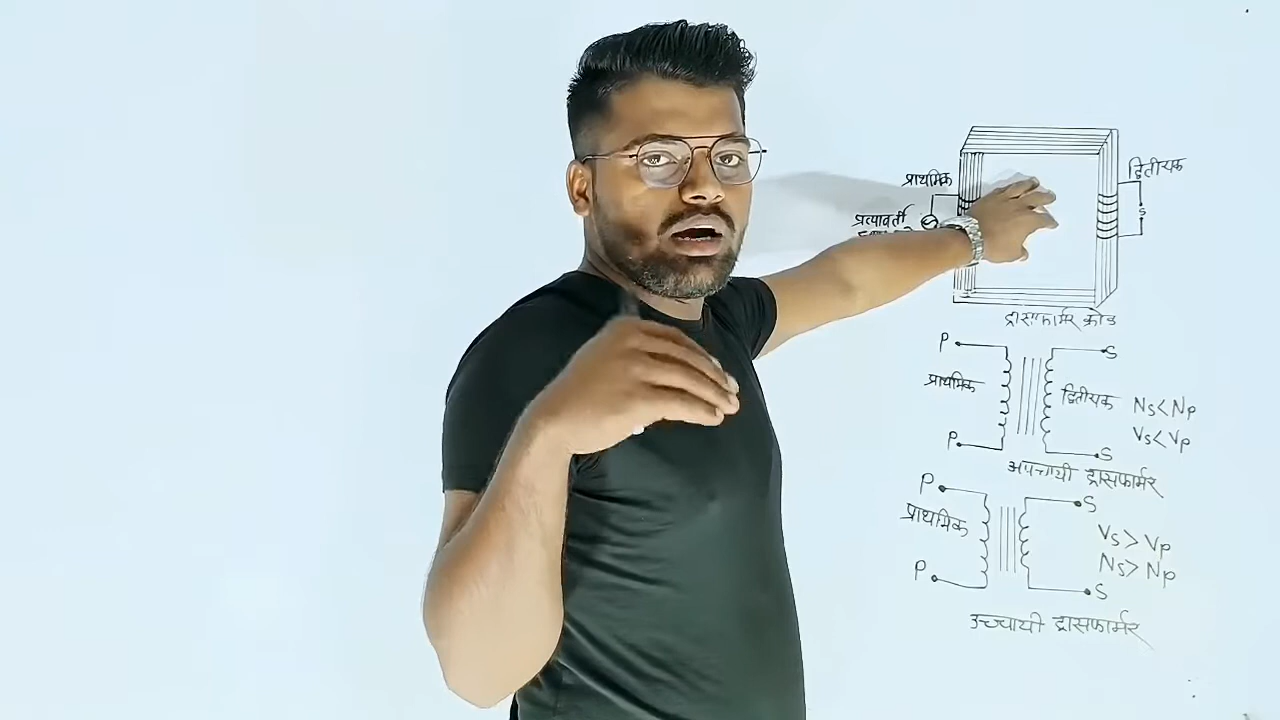 प्राथमिक
द्वितीयक
प्रत्यावर्ती
S
ट्रांसफार्मर क्रोड
P
S
प्राथमिक
द्वितीयक
Ns<Np
Vs<Vp
P
S
अपचायी ट्रांसफार्मर
P
S
प्राथमिक
Vs>Vp
Ns>Np
P
S
उच्चायी ट्रांसफार्मर